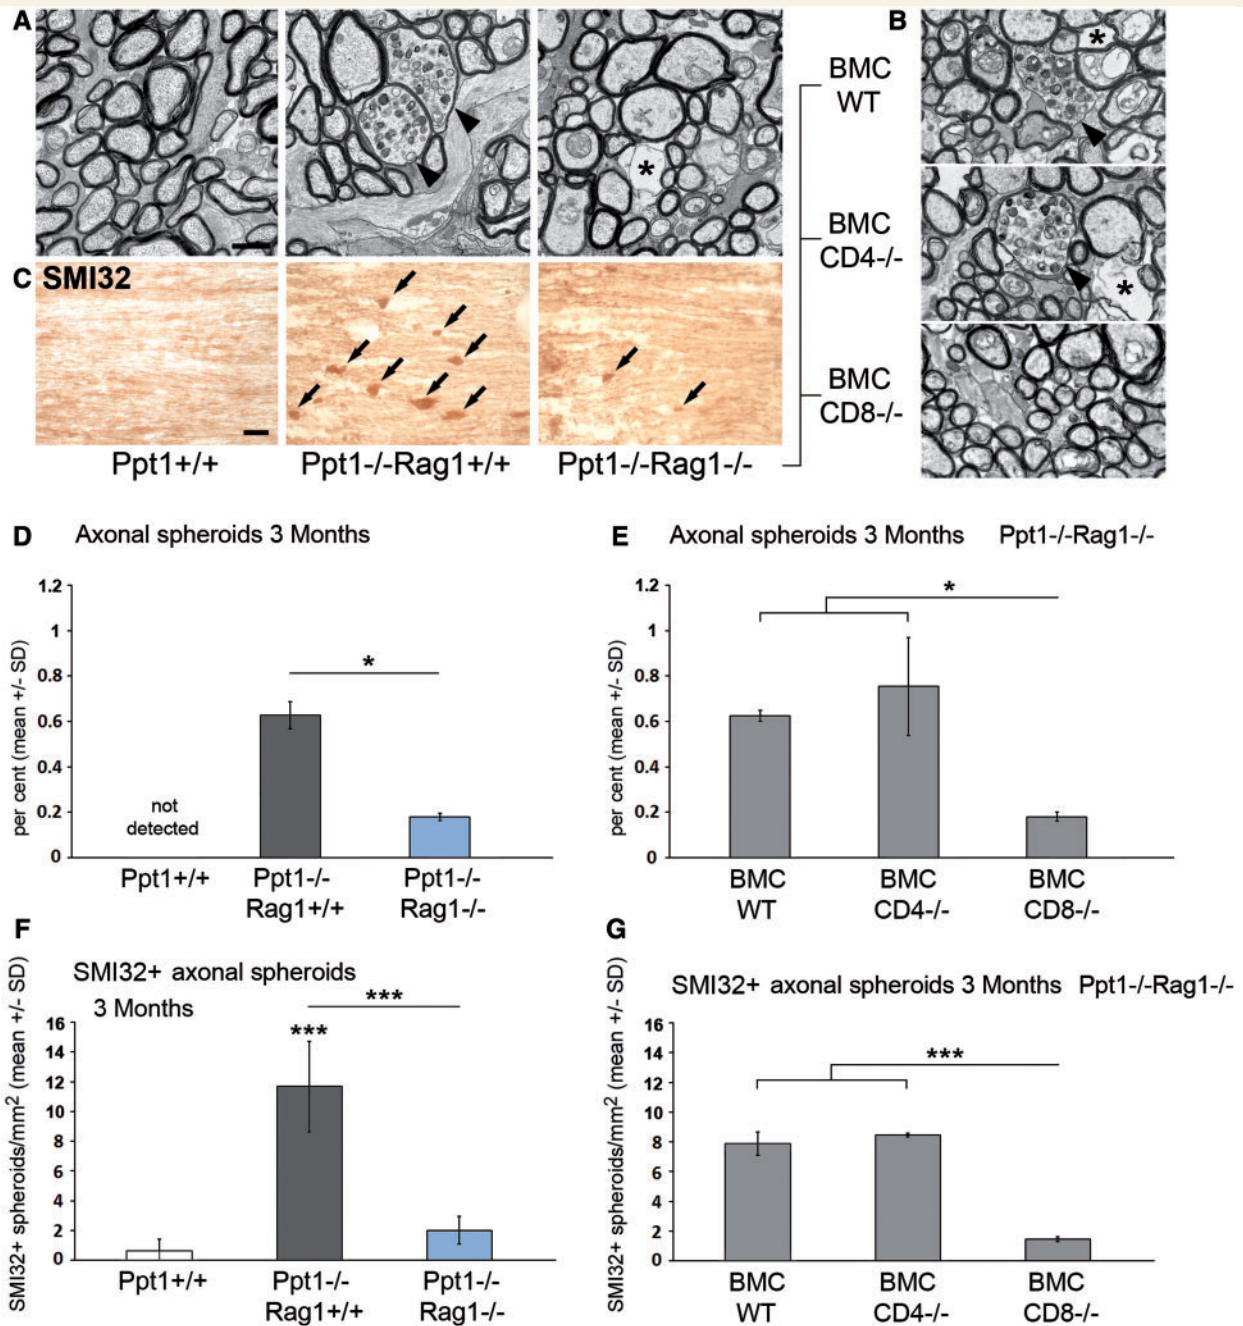 A
B
BMC
WT
*
*
BMC
CD4-/-
*
C SMI32
BMC
CD8-/-
Ppt1+/+
Ppt1-/-Rag1+/+
Ppt1-/-Rag1-/-
D Axonal spheroids 3 Months
per cent (mean +/- SD)
1.2
1
0.8
0.6
0.4
0.2
0
*
not
detected
Ppt1+/+
Ppt1-/-
Rag1+/+
Ppt1-/-
Rag1-/-
E Axonal spheroids 3 Months Ppt1-/-Rag1-/-
per cent (mean +/- SD)
1.2
1
0.8
0.6
0.4
0.2
0
*
BMC
WT
BMC
CD4-/-
BMC
CD8-/-
F
SMI32+ axonal spheroids
3 Months
SMI32+ spheroids/mm² (mean +/- SD)
16
14
12
10
8
6
4
2
0
***
***
Ppt1+/+
Ppt1-/-
Rag1+/+
Ppt1-/-
Rag1-/-
G
SMI32+ axonal spheroids 3 Months Ppt1-/-Rag1-/-
SMI32+ spheroids/mm² (mean +/- SD)
16
14
12
10
8
6
4
2
0
***
BMC
WT
BMC
CD4-/-
BMC
CD8-/-